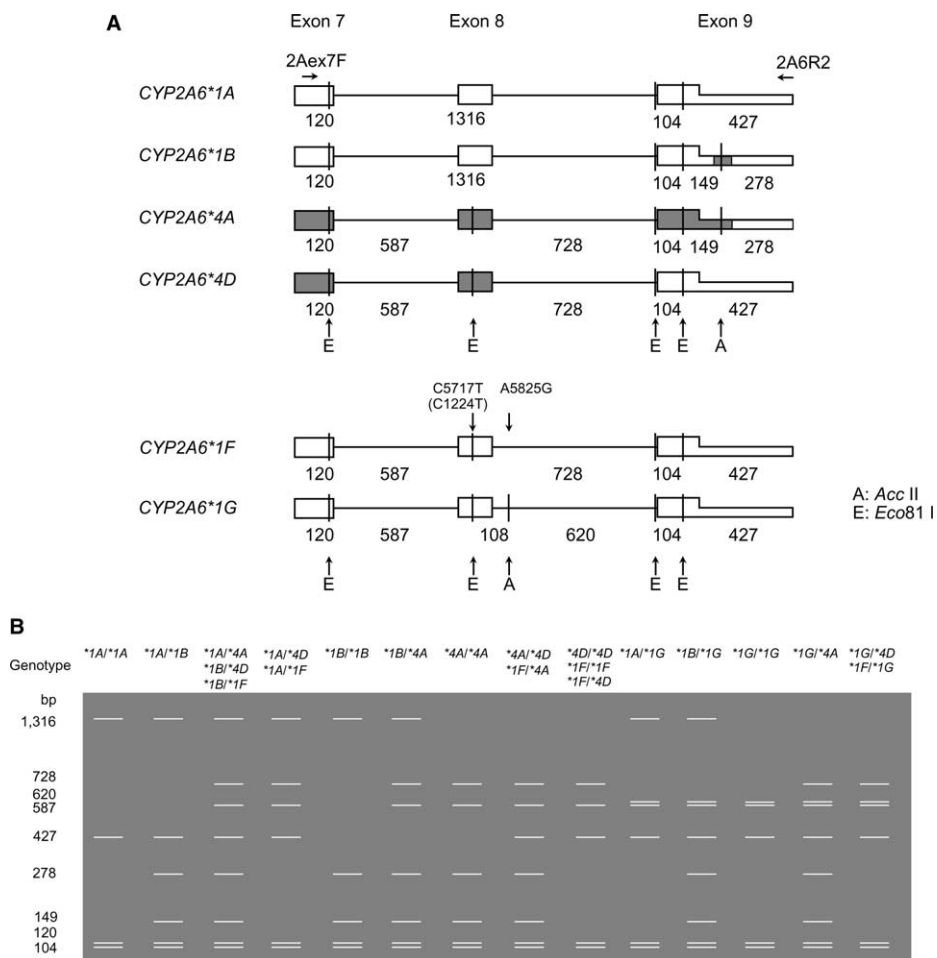 A
Exon 7 Exon 8 Exon 9
2Aex7F 2A6R2
CYP2A6*1A
120 1316 104 427
CYP2A6*1B
120 1316 104 149 278
CYP2A6*4A
120 587 728 104 149 278
CYP2A6*4D
120 587 728 104 427
E E E E A
C5717T A5825G
(C1224T)
CYP2A6*1F
120 587 728 104 427
CYP2A6*1G
120 587 108 620 104 427
E E A E E
A: Acc II
E: Eco81 I
B
Genotype
*1A/*1A *1A/*1B *1A/*4A *1A/*4D *1B/*1B *1B/*4A *4A/*4A *4A/*4D *4D/*4D *1A/*1G *1B/*1G *1G/*1G *1G/*4A *1G/*4D
*1B/*4D *1A/*1F *1F/*4A *1F/*1F *1F/*1G
*1B/*1F *1F/*4D
bp
1,316
728
620
587
427
278
149
120
104